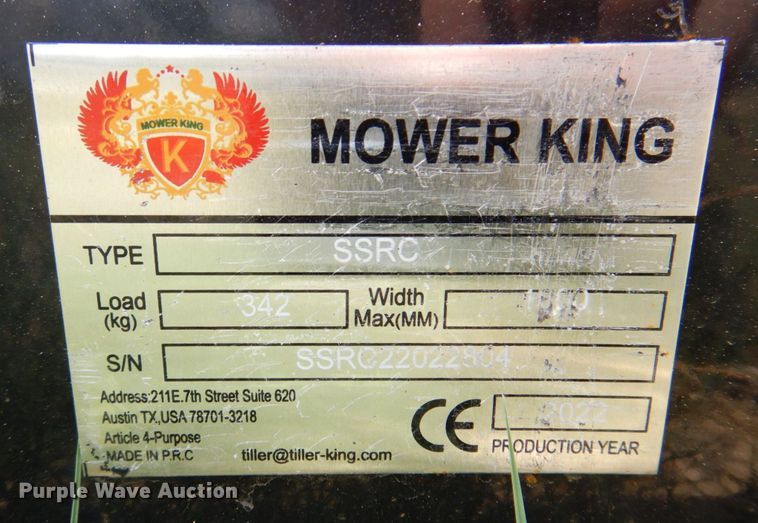 MOWER KING
K
MOWER KING
TYPE SSRC
Load (kg) 342 Width Max(MM)
S/N SSRC22022804
Address:211E.7th Street Suite 620
Austin TX,USA 78701-3218
Article 4-Purpose
MADE IN P.R.C tiller@tiller-king.com
CE 2022
PRODUCTION YEAR
Purple Wave Auction